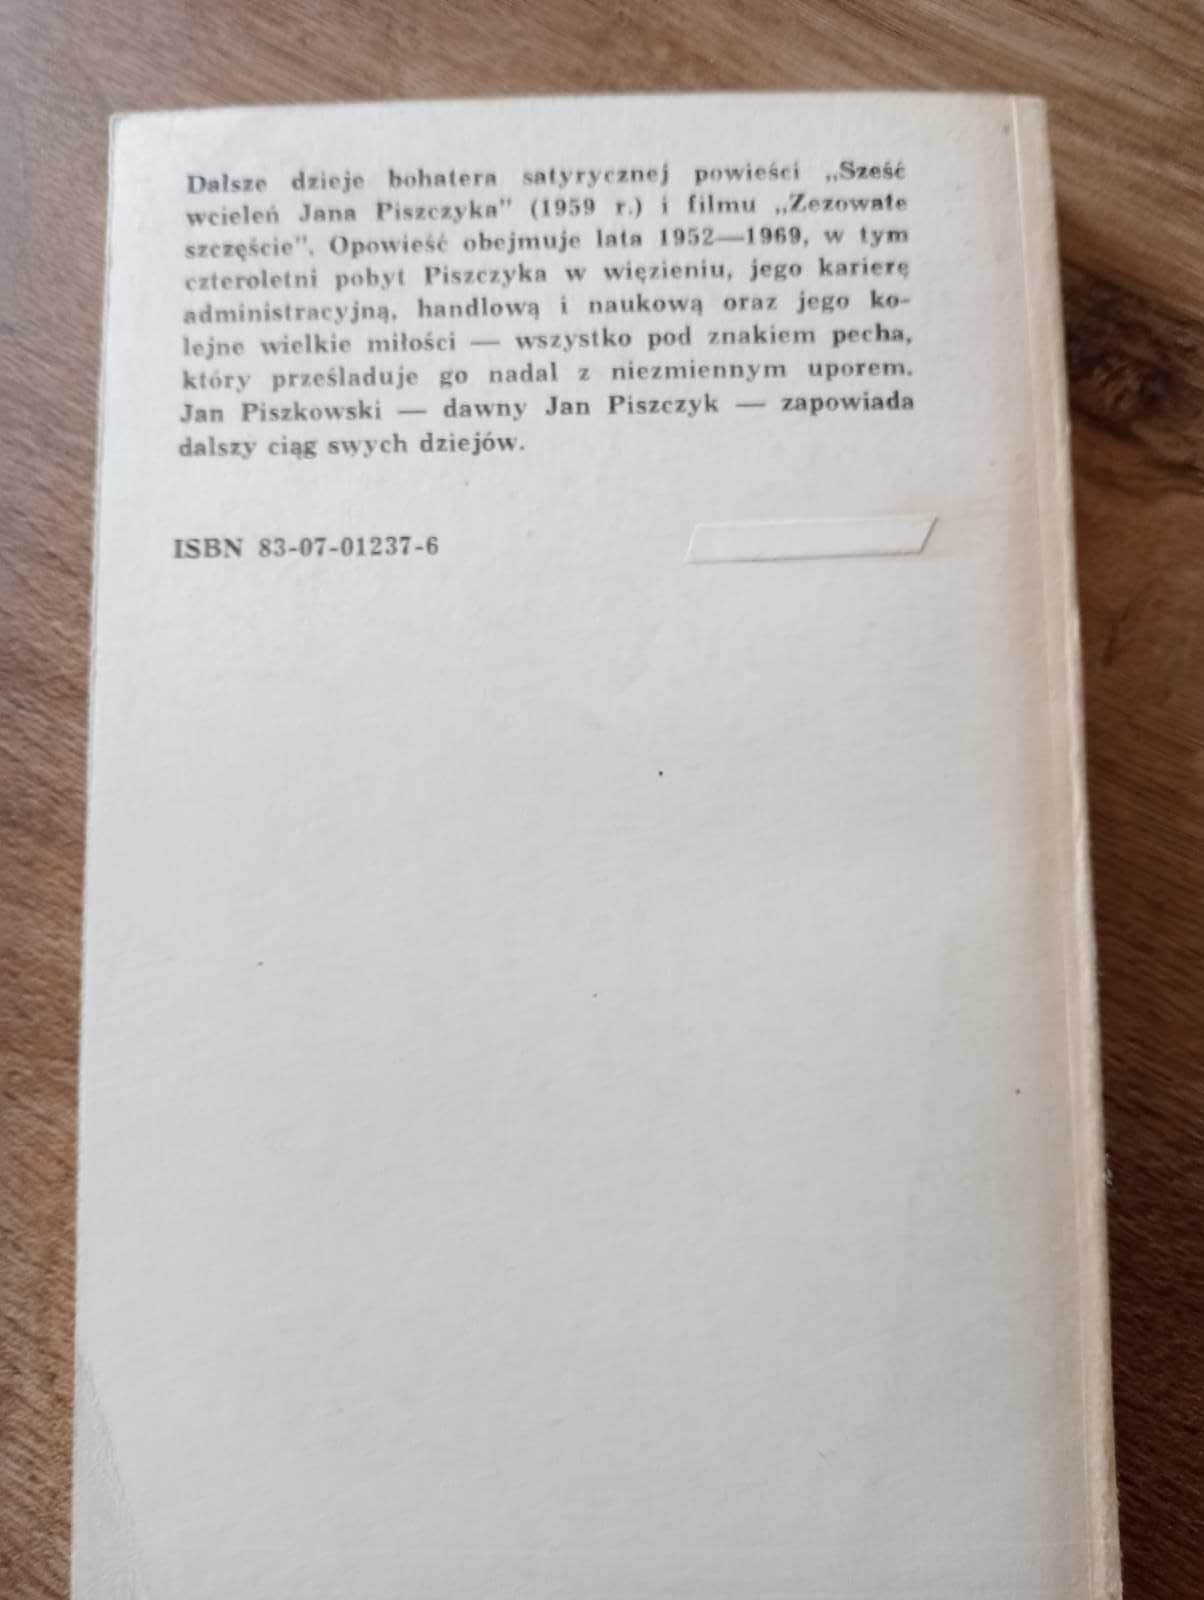 Dalsze dzieje bohatera satyrycznej powieści „Sześć
wcieleń Jana Piszczyka" (1959 r.) i filmu „Zezowate
szczęście". Opowieść obejmuje lata 1952—1969, w tym
czteroletni pobyt Piszczyka w więzieniu, jego karierę
administracyjną, handlową i naukową oraz jego ko-
lejne wielkie miłości — wszystko pod znakiem pecha,
który prześladuje go nadal z niezmiennym uporem.
Jan Piszkowski — dawny Jan Piszczyk — zapowiada
dalszy ciąg swych dziejów.
ISBN 83-07-01237-6